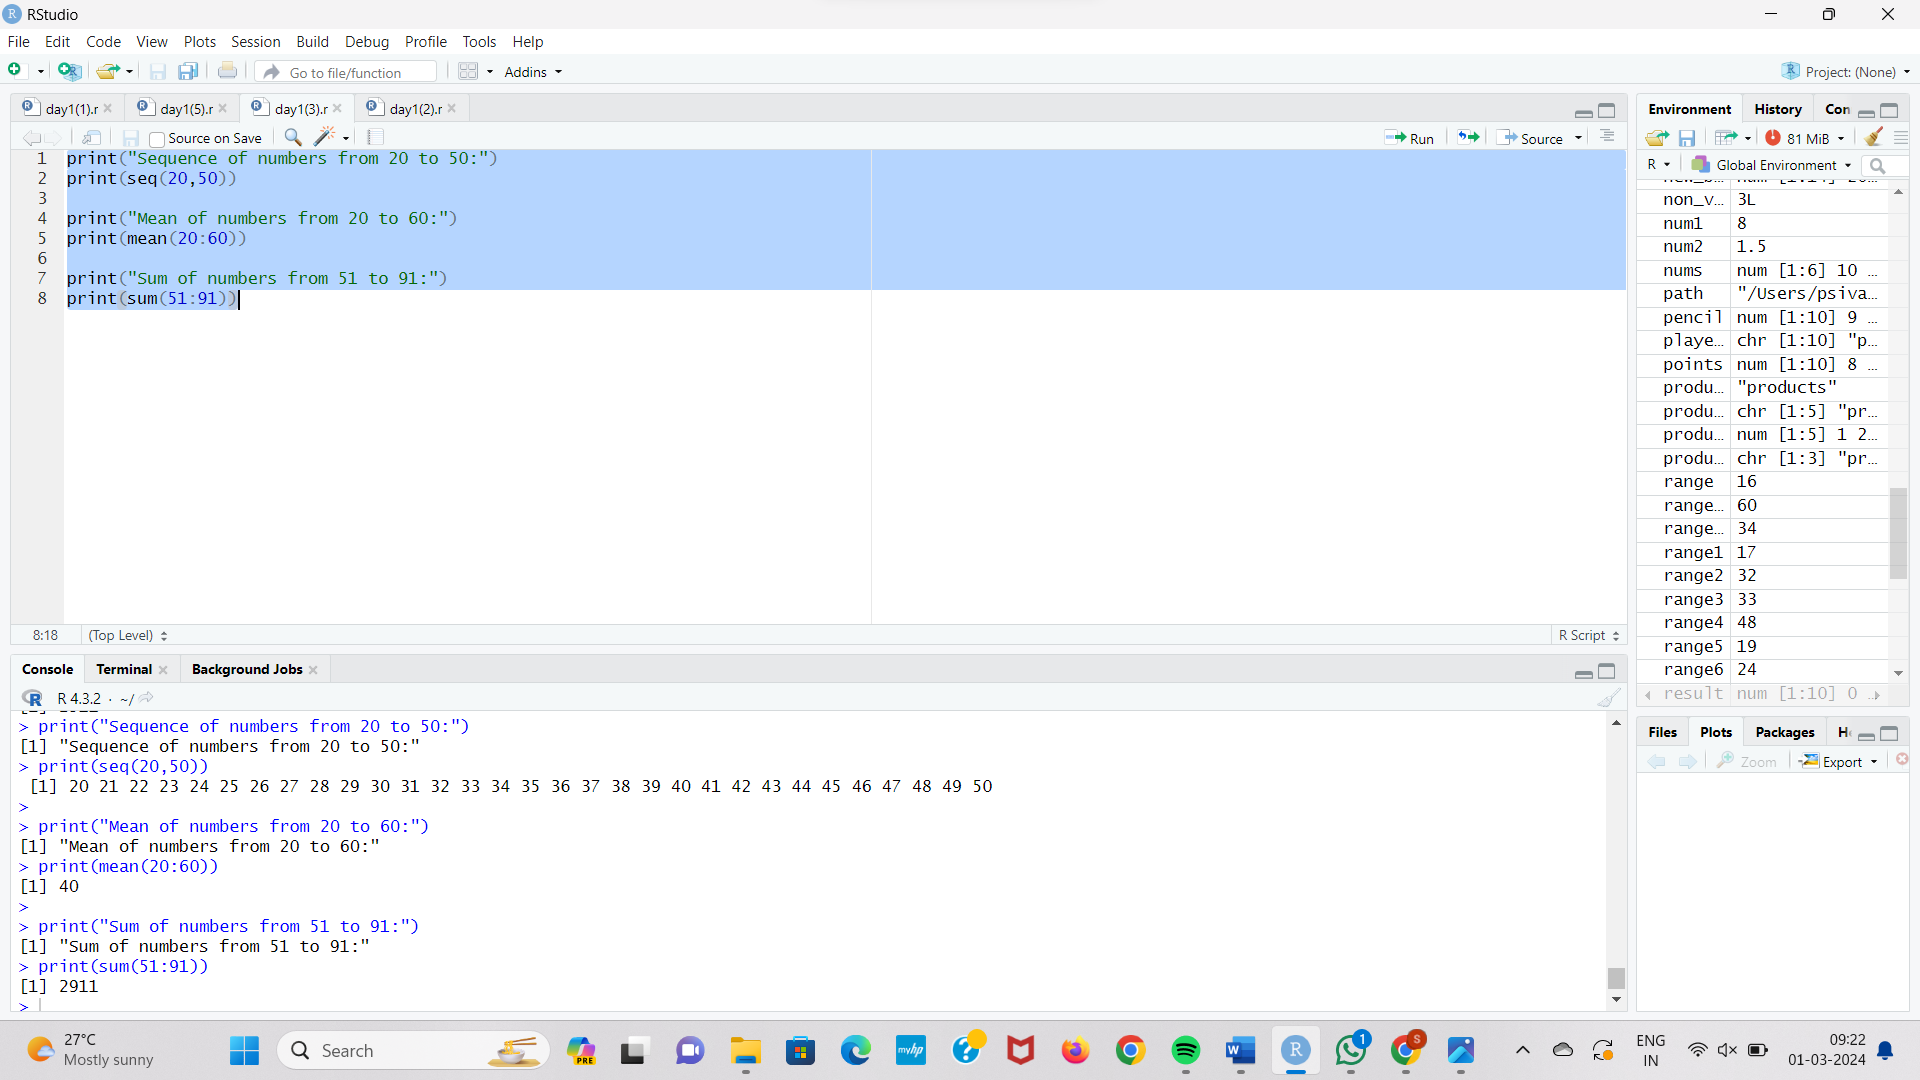 RStudio
File Edit Code View Plots Session Build Debug Profile Tools Help
Go to file/function Addins Project: (None)
day1(1).r day1(5).r day1(3).r day1(2).r
Source on Save Run Source
1 print("Sequence of numbers from 20 to 50:")
2 print(seq(20,50))
3
4 print("Mean of numbers from 20 to 60:")
5 print(mean(20:60))
6
7 print("Sum of numbers from 51 to 91:")
8 print(sum(51:91))
8:18 (Top Level) R Script
Console Terminal Background Jobs
R 4.3.2 · ~/
> print("Sequence of numbers from 20 to 50:")
[1] "Sequence of numbers from 20 to 50:"
> print(seq(20,50))
[1] 20 21 22 23 24 25 26 27 28 29 30 31 32 33 34 35 36 37 38 39 40 41 42 43 44 45 46 47 48 49 50
>
> print("Mean of numbers from 20 to 60:")
[1] "Mean of numbers from 20 to 60:"
> print(mean(20:60))
[1] 40
>
> print("Sum of numbers from 51 to 91:")
[1] "Sum of numbers from 51 to 91:"
> print(sum(51:91))
[1] 2911
>
Environment History Con
81 MiB
R Global Environment
non_v… 3L
num1 8
num2 1.5
nums num [1:6] 10 …
path "/Users/psiva…
pencil num [1:10] 9 …
playe… chr [1:10] "p…
points num [1:10] 8 …
produ… "products"
produ… chr [1:5] "pr…
produ… num [1:5] 1 2…
produ… chr [1:3] "pr…
range 16
range… 60
range… 34
range1 17
range2 32
range3 33
range4 48
range5 19
range6 24
result num [1:10] 0 …
Files Plots Packages H
Zoom Export
27°C
Mostly sunny
Search
PRE
myhp
W
R
1
S
ENG
IN
09:22
01-03-2024